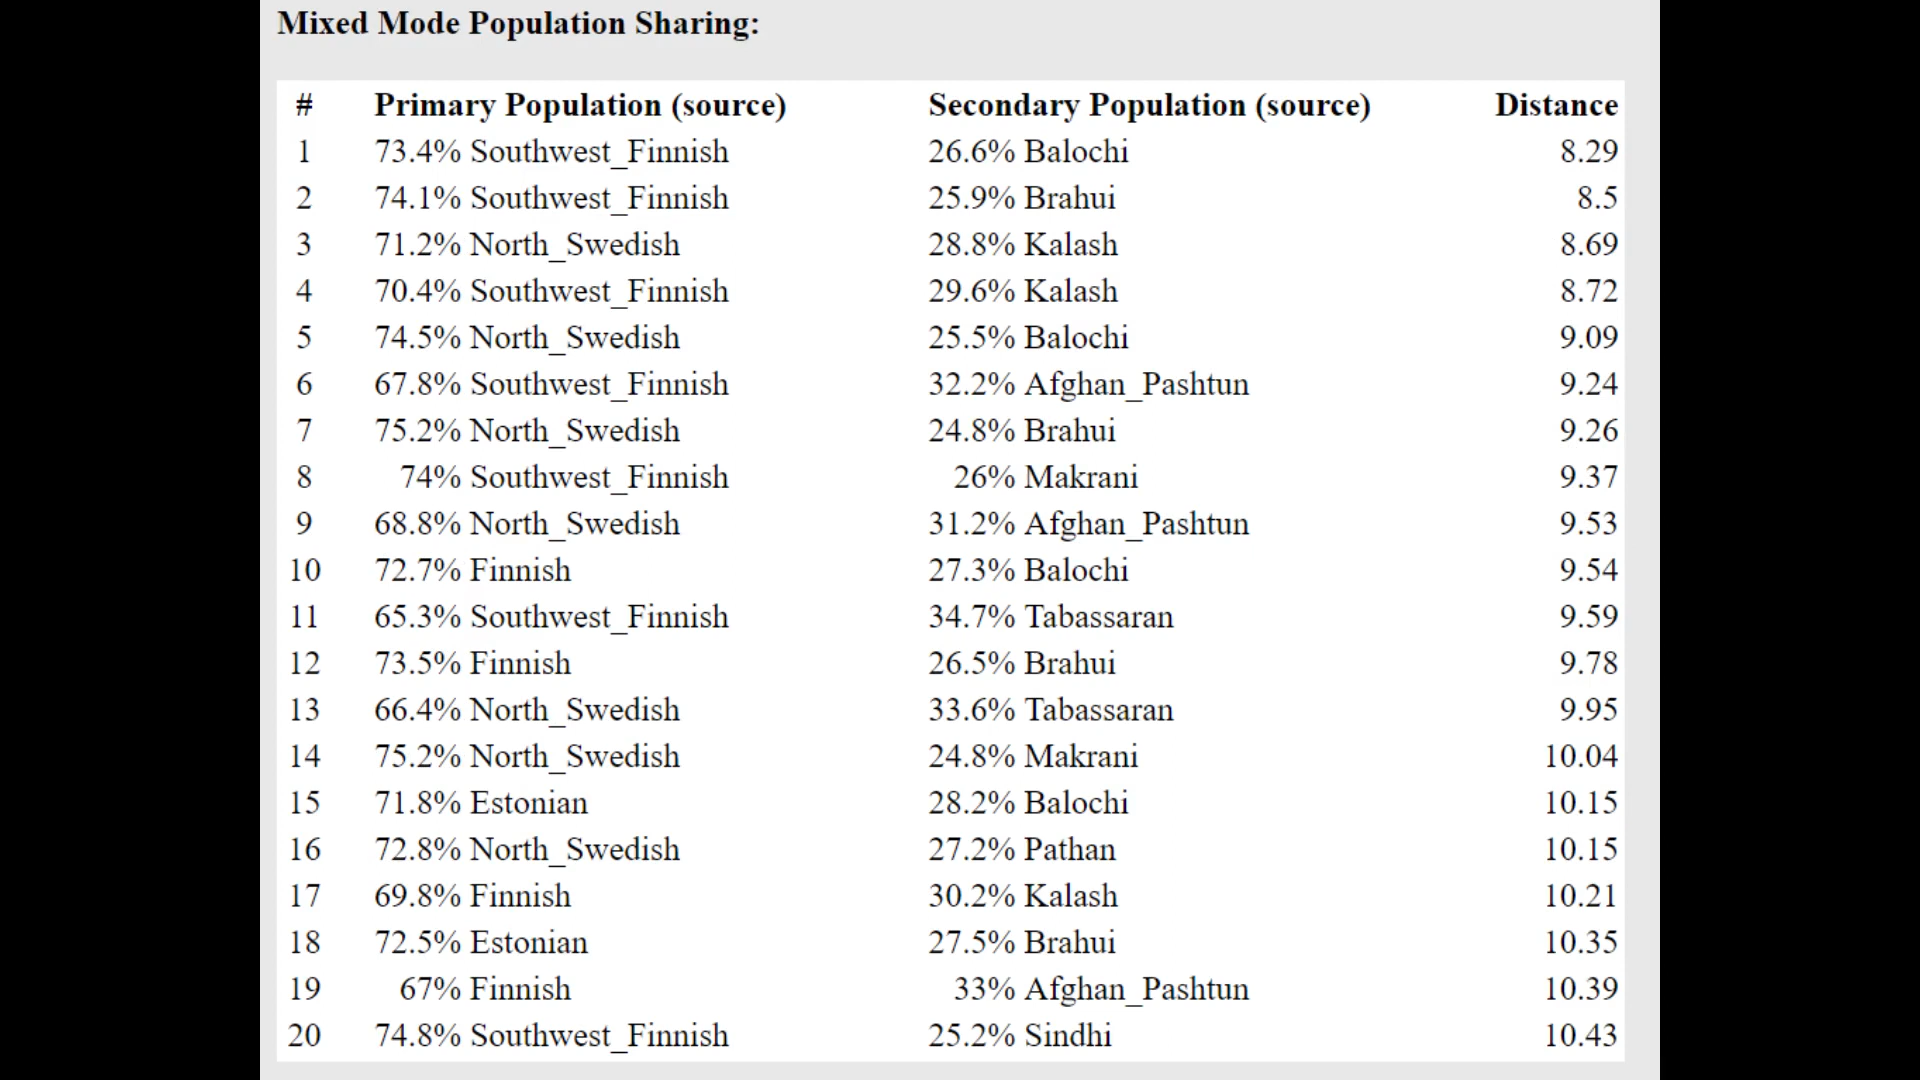 Mixed Mode Population Sharing:
# Primary Population (source) Secondary Population (source) Distance
1 73.4% Southwest_Finnish 26.6% Balochi 8.29
2 74.1% Southwest_Finnish 25.9% Brahui 8.5
3 71.2% North_Swedish 28.8% Kalash 8.69
4 70.4% Southwest_Finnish 29.6% Kalash 8.72
5 74.5% North_Swedish 25.5% Balochi 9.09
6 67.8% Southwest_Finnish 32.2% Afghan_Pashtun 9.24
7 75.2% North_Swedish 24.8% Brahui 9.26
8 74% Southwest_Finnish 26% Makrani 9.37
9 68.8% North_Swedish 31.2% Afghan_Pashtun 9.53
10 72.7% Finnish 27.3% Balochi 9.54
11 65.3% Southwest_Finnish 34.7% Tabassaran 9.59
12 73.5% Finnish 26.5% Brahui 9.78
13 66.4% North_Swedish 33.6% Tabassaran 9.95
14 75.2% North_Swedish 24.8% Makrani 10.04
15 71.8% Estonian 28.2% Balochi 10.15
16 72.8% North_Swedish 27.2% Pathan 10.15
17 69.8% Finnish 30.2% Kalash 10.21
18 72.5% Estonian 27.5% Brahui 10.35
19 67% Finnish 33% Afghan_Pashtun 10.39
20 74.8% Southwest_Finnish 25.2% Sindhi 10.43